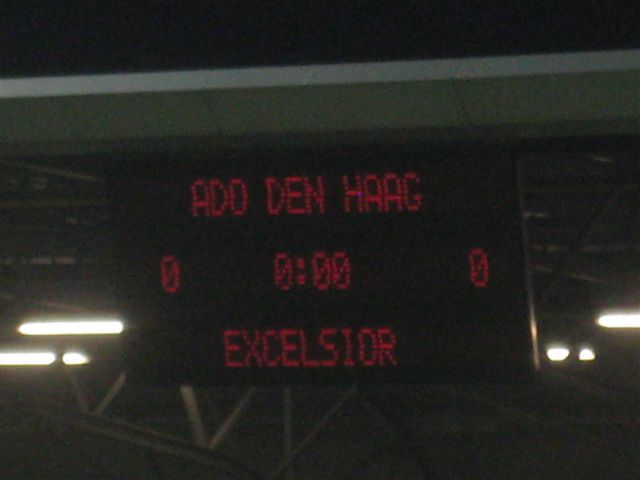 ADO DEN HAAG
0 0:00 0
EXCELSIOR